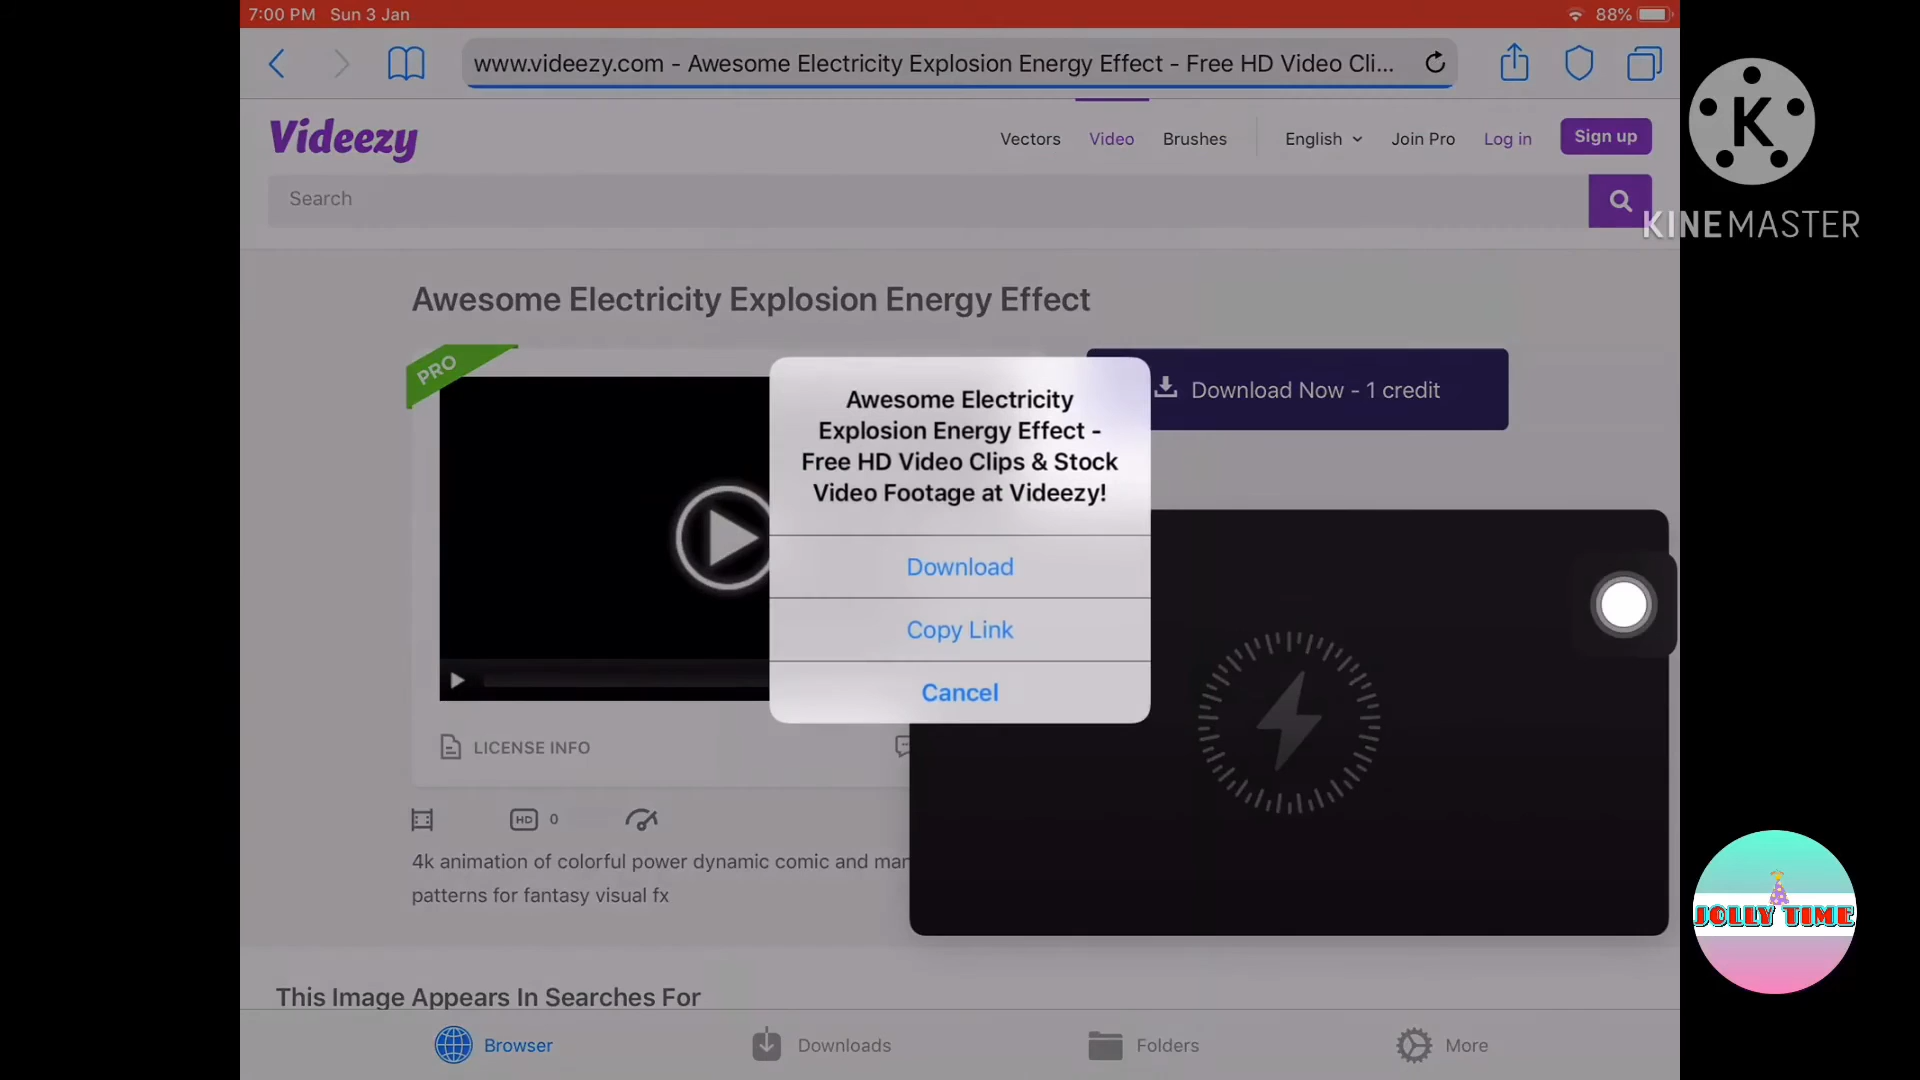 7:00 PM Sun 3 Jan
88%
www.videezy.com - Awesome Electricity Explosion Energy Effect - Free HD Video Cli...
Videezy
Vectors Video Brushes English Join Pro Log in Sign up
Search
K
KINEMASTER
Awesome Electricity Explosion Energy Effect
PRO
Download Now - 1 credit
Awesome Electricity
Explosion Energy Effect -
Free HD Video Clips & Stock
Video Footage at Videezy!
Download
Copy Link
Cancel
LICENSE INFO
HD 0
4k animation of colorful power dynamic comic and
patterns for fantasy visual fx
JOLLY TIME
This Image Appears In Searches For
Browser Downloads Folders More